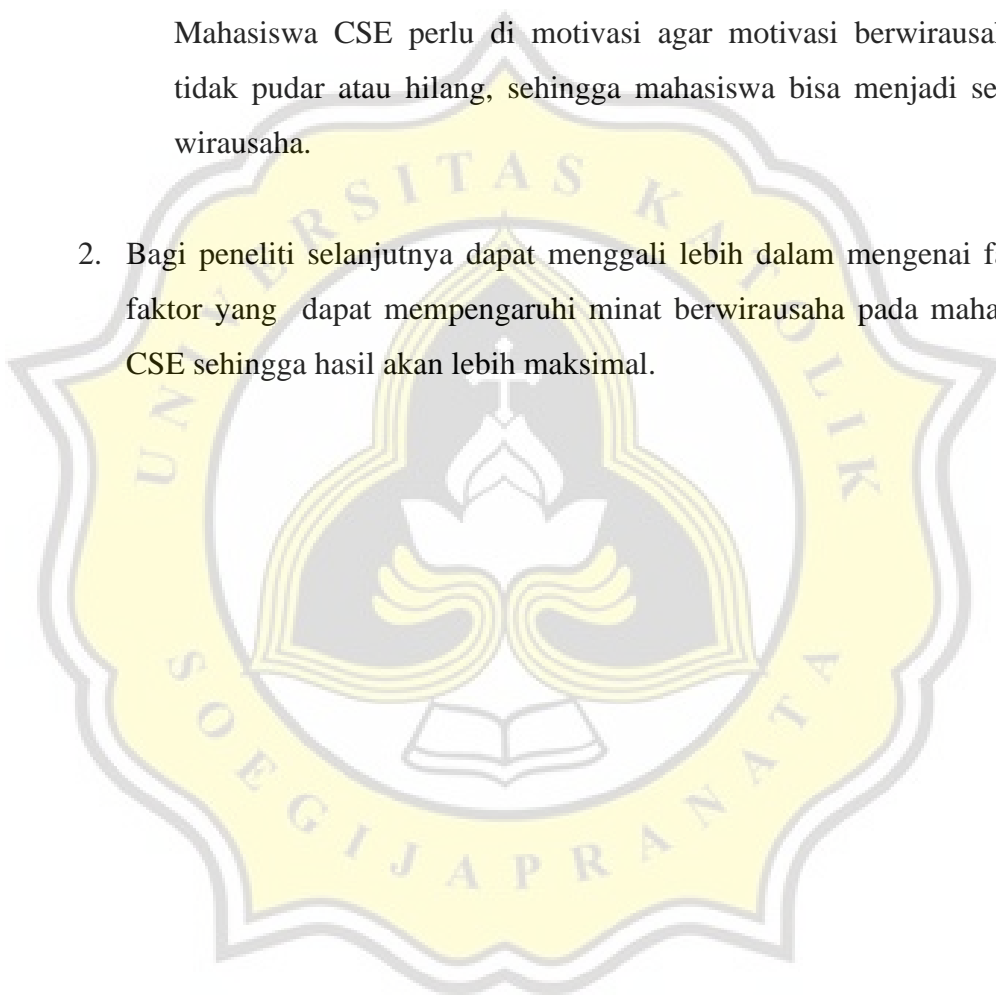 Mahasiswa CSE perlu di motivasi agar motivasi berwirausa
tidak pudar atau hilang, sehingga mahasiswa bisa menjadi se
wirausaha.
2. Bagi peneliti selanjutnya dapat menggali lebih dalam mengenai fa
faktor yang dapat mempengaruhi minat berwirausaha pada maha
CSE sehingga hasil akan lebih maksimal.
UNIVERSITAS KATOLIK
SOEGIJAPRANATA